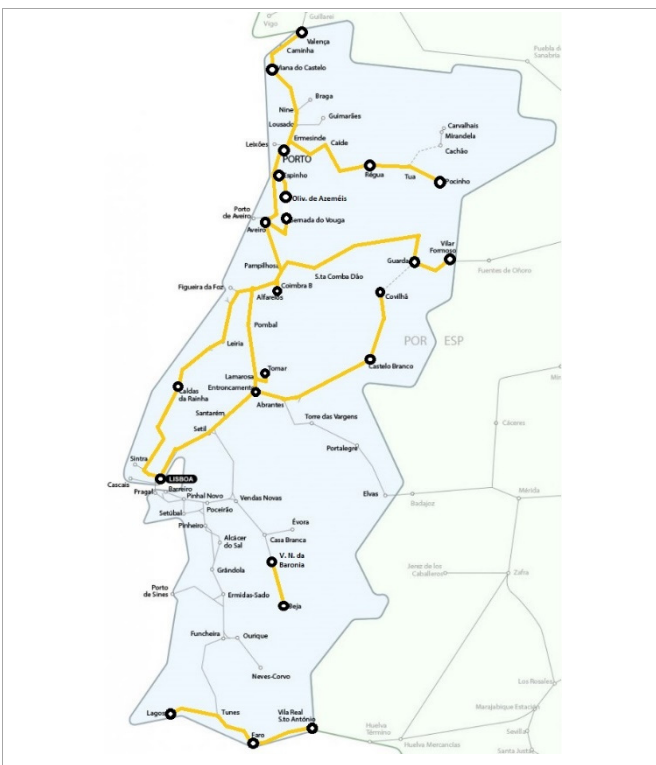 Vigo
Guillarei
Valença
Caminha
Viana do Castelo
Puebla de
Sanabria
Braga
Nine
Guimarães
Lousado
Carvalhais
Mirandela
Ermesinde
Caíde
Leixões
Cachão
PORTO
Espinho
Régua
Tua
Pocinho
Oliv. de Azeméis
Porto
de Aveiro
Sernada do Vouga
Aveiro
Vilar
Formoso
Guarda
Pampilhosa
S.ta Comba Dão
Fuentes de Oñoro
Figueira da Foz
Coimbra B
Alfarelos
Covilhã
Pombal
POR
ESP
Leiria
Castelo Branco
Tomar
Lamarosa
Entroncamento
Caldas
da Rainha
Abrantes
Santarém
Torre das Vargens
Setil
Cáceres
Portalegre
Sintra
LISBOA
Cascais
Barreiro
Fragal
Pinhal Novo
Vendas Novas
Elvas
Badajoz
Mérida
Setúbal
Poceirão
Pinheiro
Évora
Casa Branca
Alcácer
do Sal
V. N. da
Baronia
Grândola
Jerez de los
Caballeros
Zafra
Porto
de Sines
Ermidas-Sado
Beja
Funcheira
Ourique
Neves-Corvo
Los Rosales
Lagos
Tunes
Vila Real
S.to António
Majarabique Estación
Faro
Huelva
Término
Huelva Mercancías
Sevilla
Santa Justa